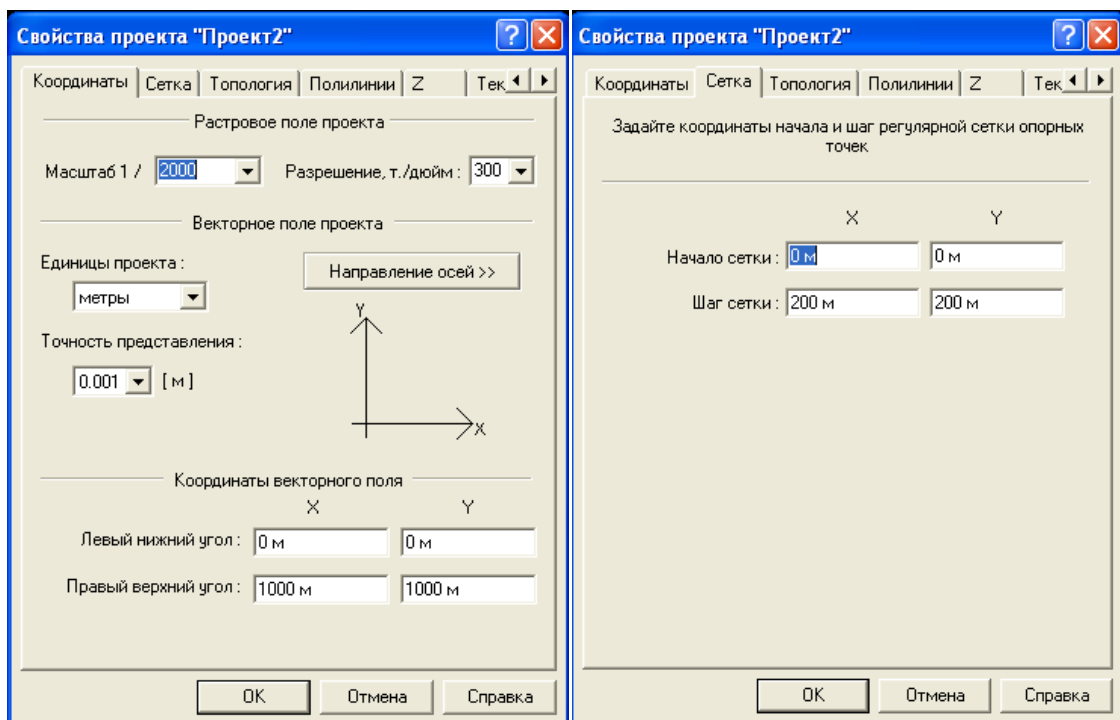 Свойства проекта "Проект2"
Координаты Сетка Топология Полилинии Z Тек
Растровое поле проекта
Масштаб 1 / 2000 Разрешение, т./дюйм : 300
Векторное поле проекта
Единицы проекта :
Направление осей >>
метры
Y
Точность представления :
0.001 [ м ]
X
Координаты векторного поля
X Y
Левый нижний угол : 0 м 0 м
Правый верхний угол : 1000 м 1000 м
OK Отмена Справка
Свойства проекта "Проект2"
Координаты Сетка Топология Полилинии Z Тек
Задайте координаты начала и шаг регулярной сетки опорных
точек
X Y
Начало сетки : 0 м 0 м
Шаг сетки : 200 м 200 м
OK Отмена Справка